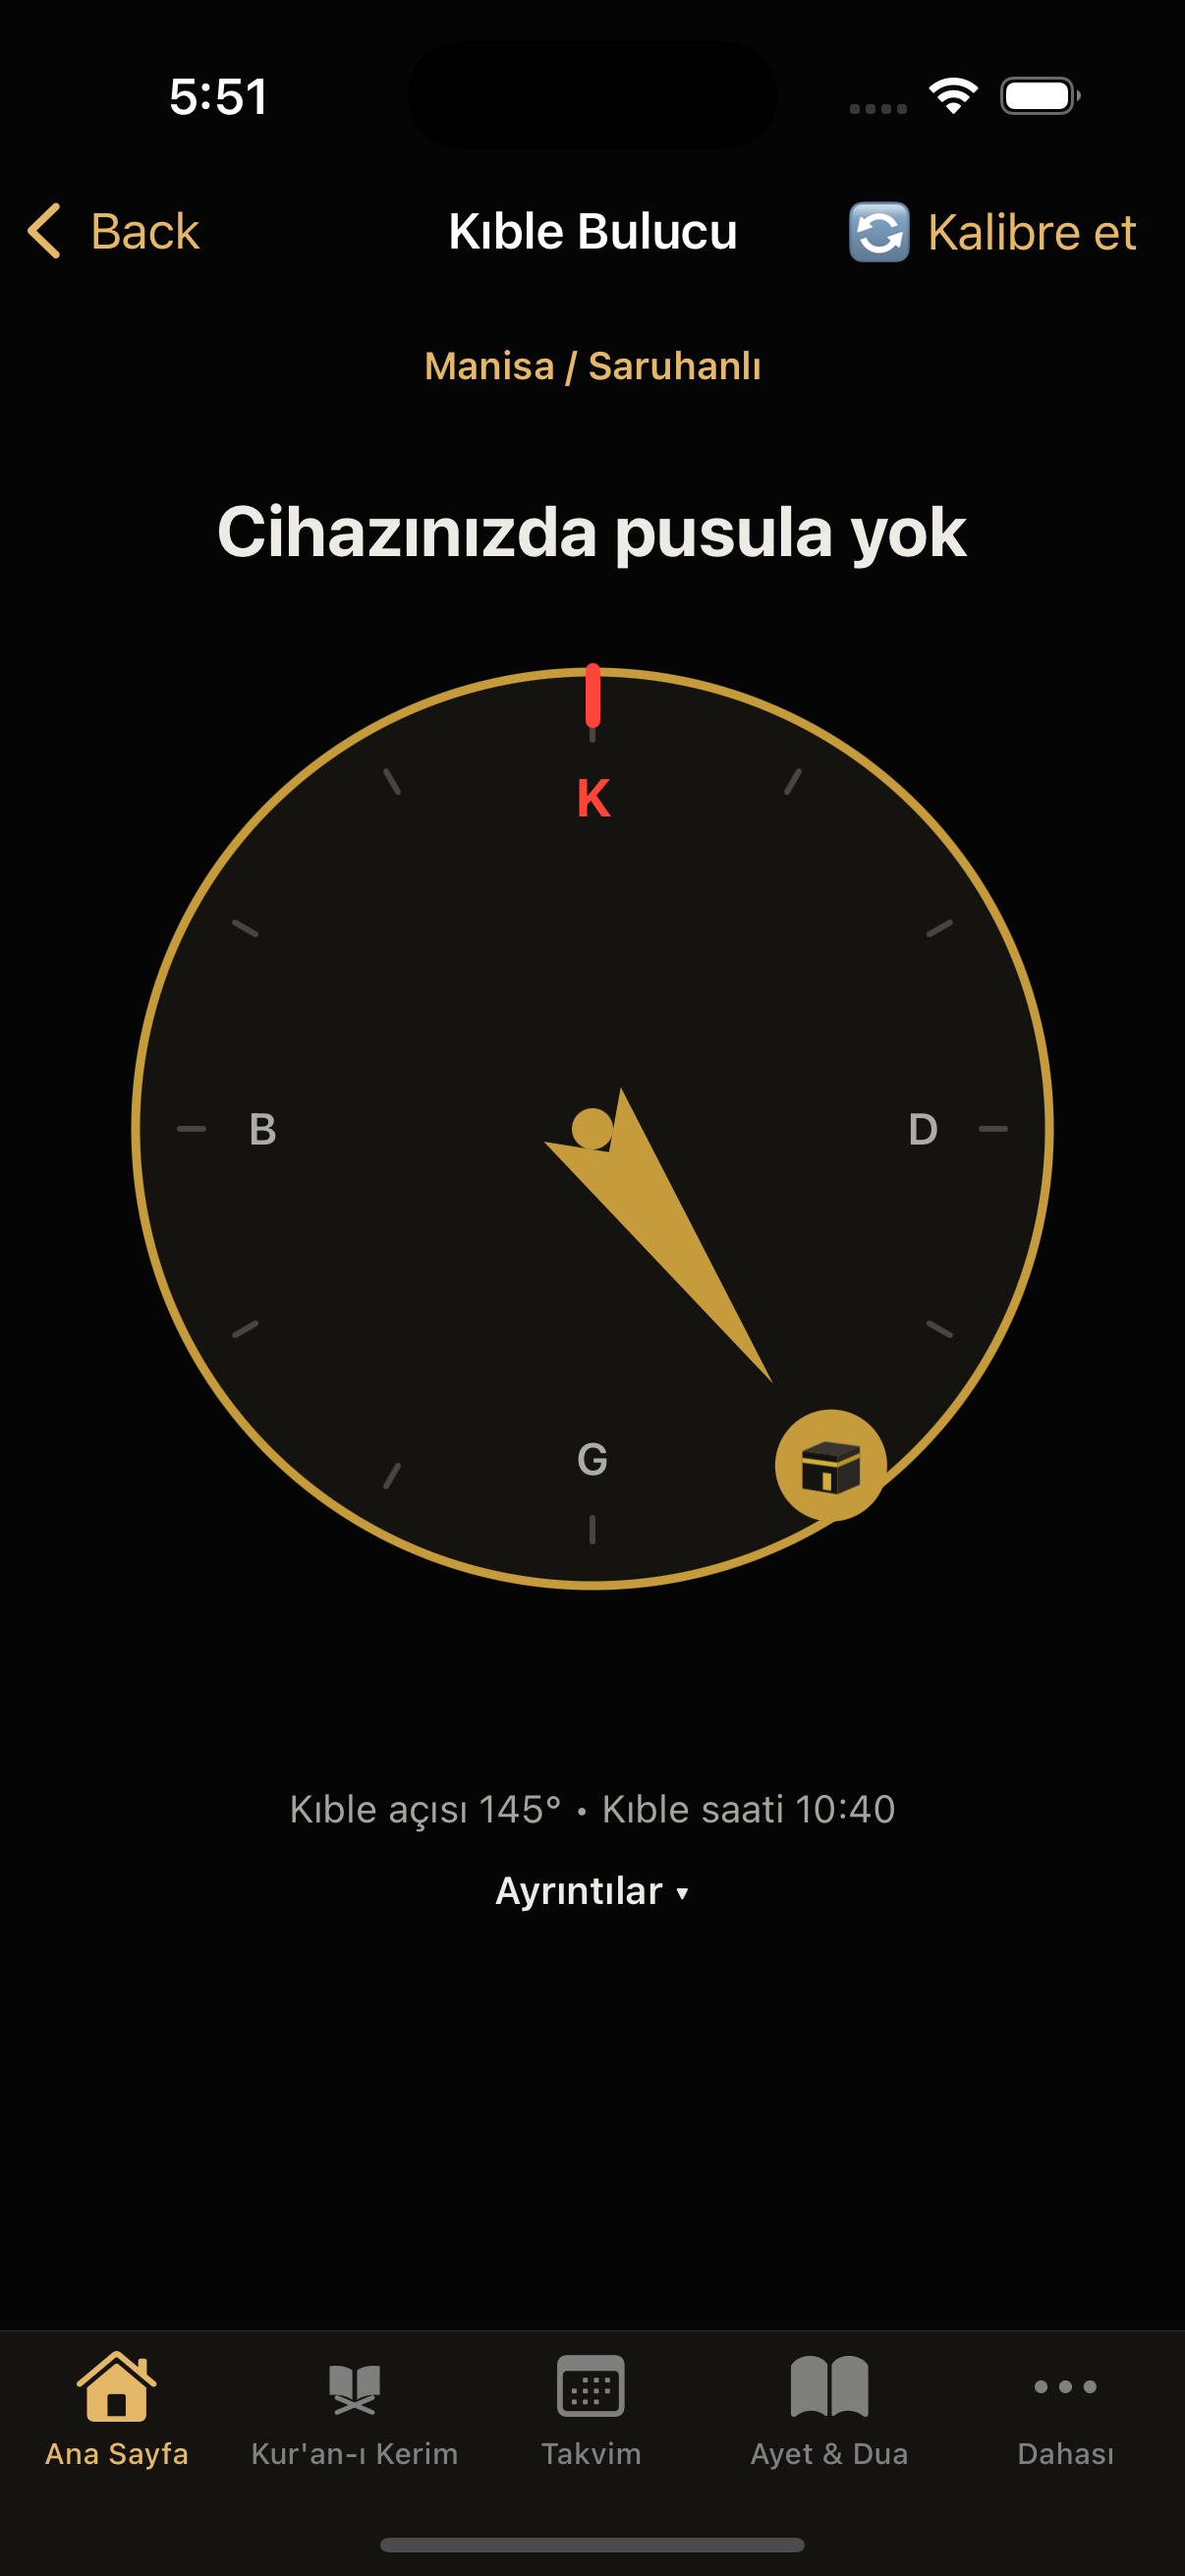 5:51
Back
Kıble Bulucu
Kalibre et
Manisa / Saruhanlı
Cihazınızda pusula yok
K
B
D
G
Kıble açısı 145° • Kıble saati 10:40
Ayrıntılar ▾
Ana Sayfa
Kur'an-ı Kerim
Takvim
Ayet & Dua
Dahası